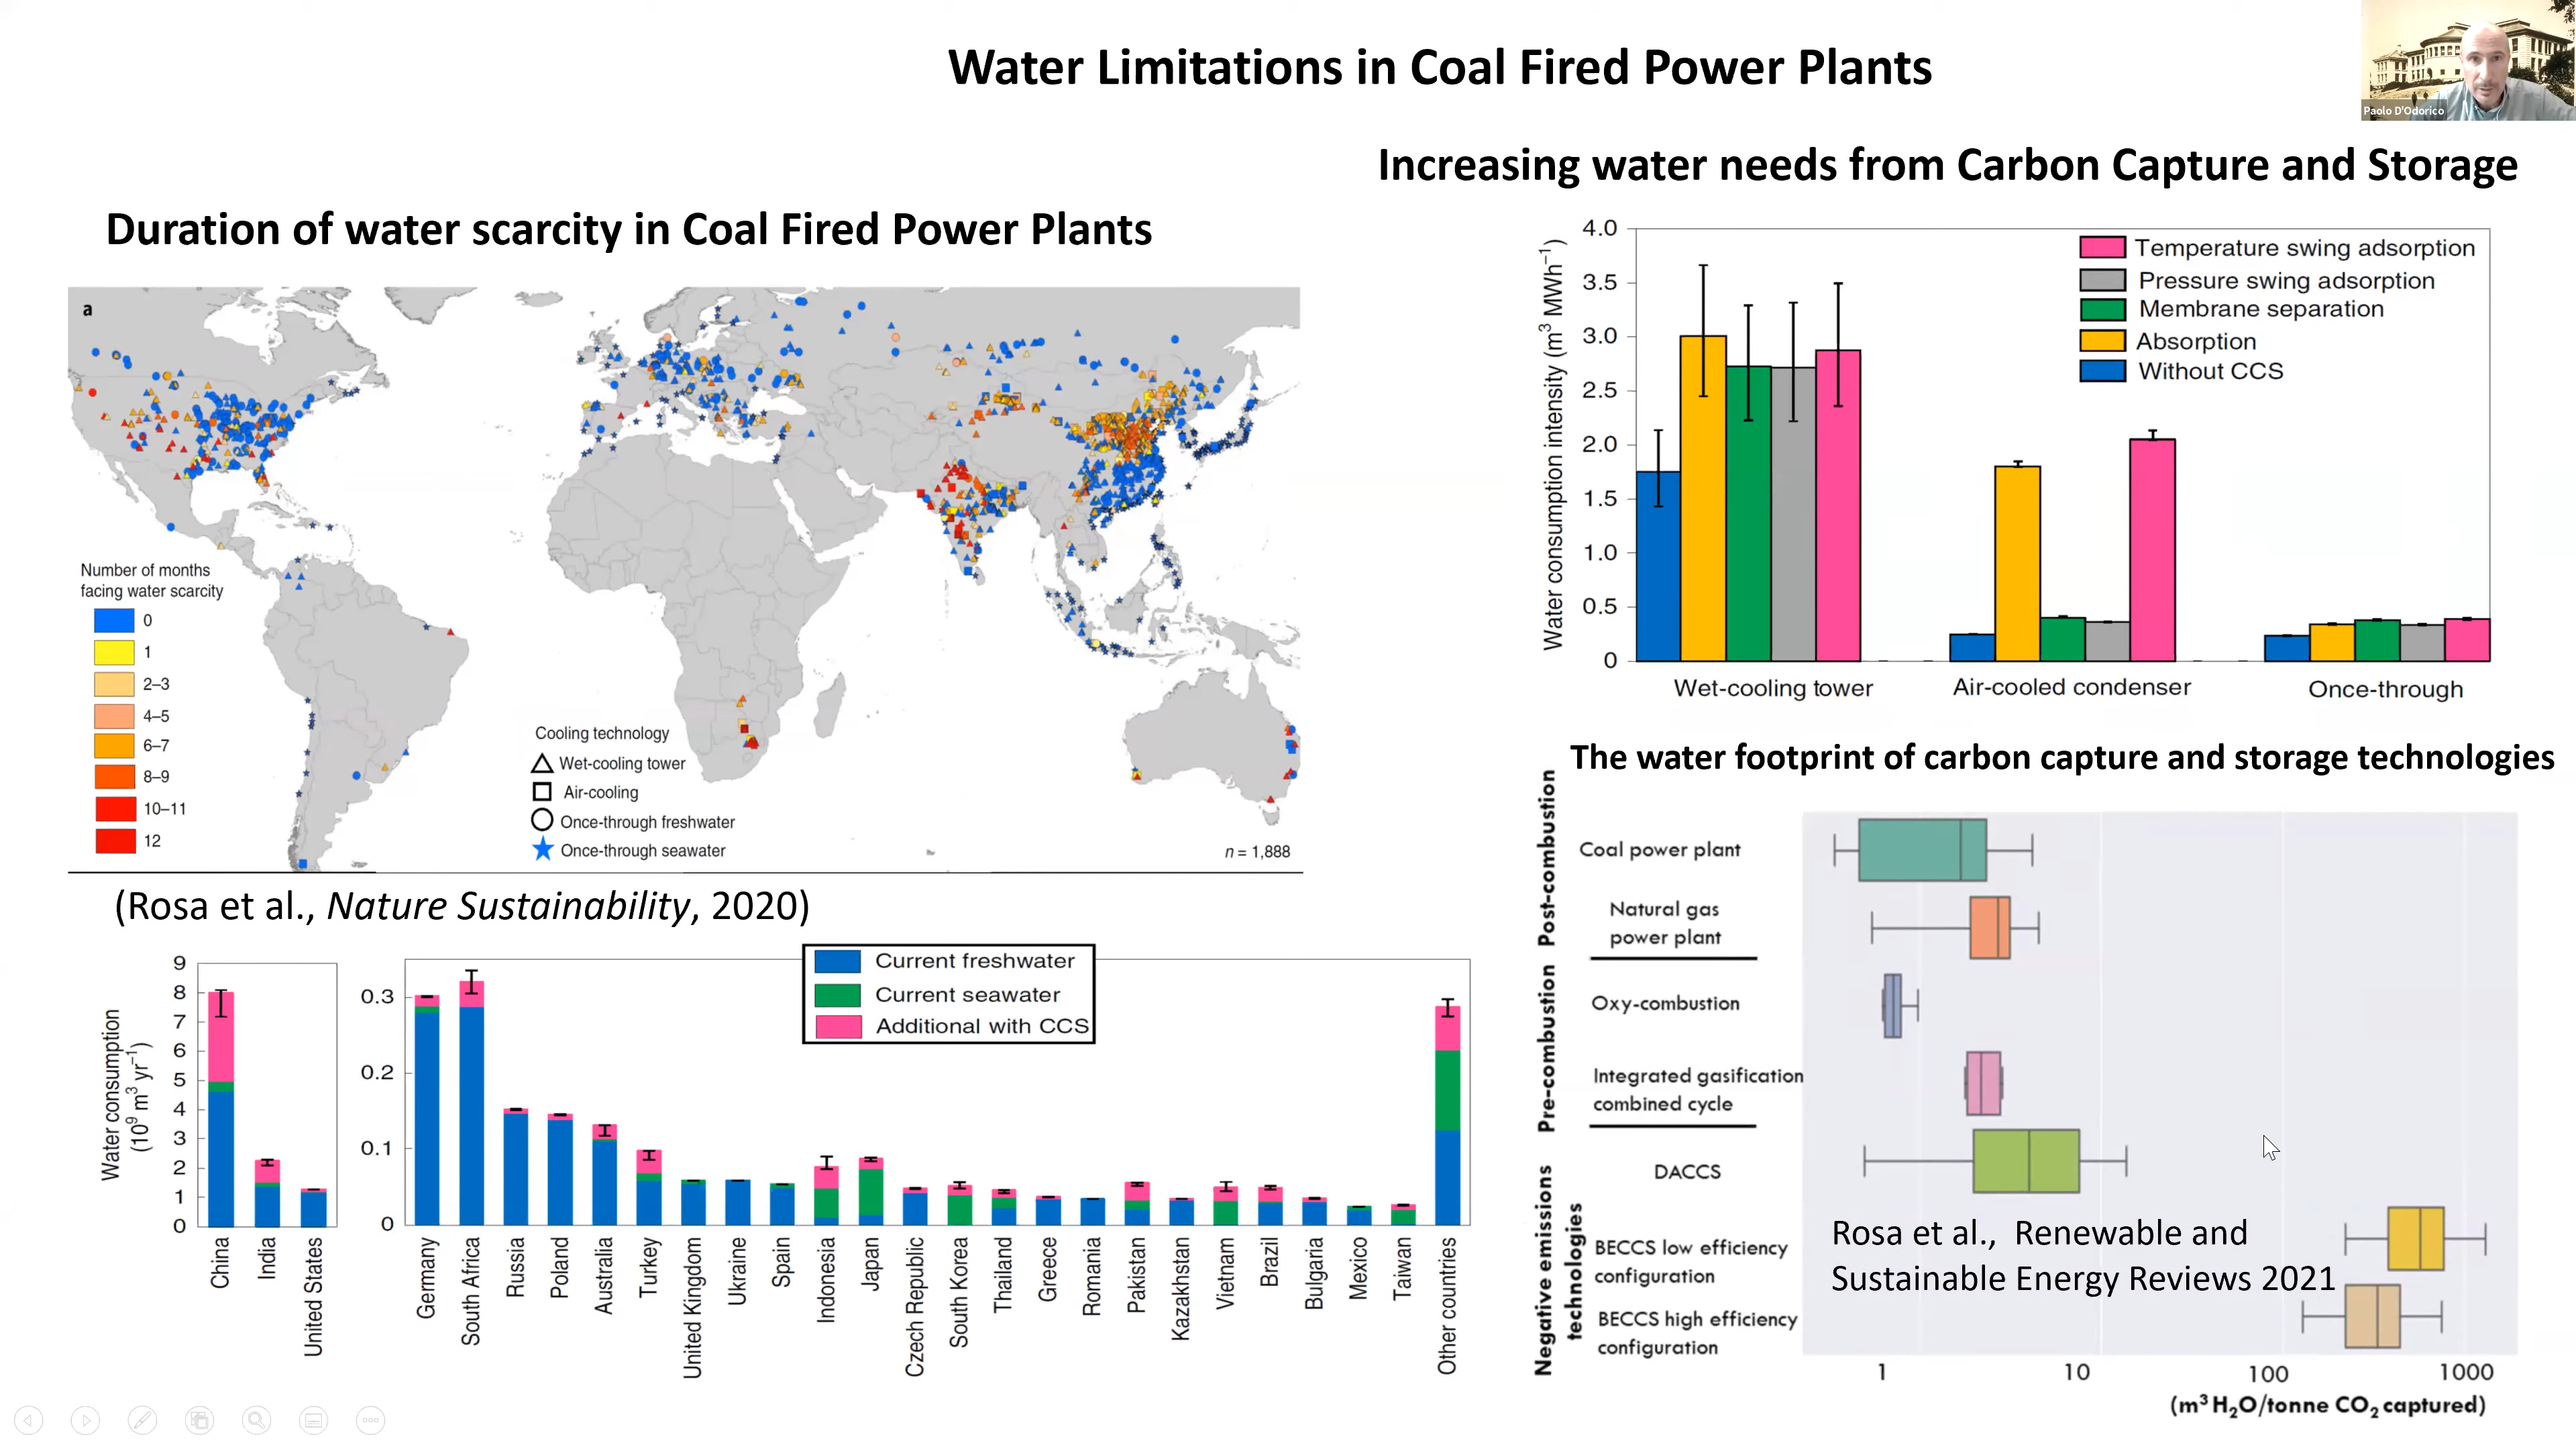 Water Limitations in Coal Fired Power Plants
Paolo D'Odorico
Increasing water needs from Carbon Capture and Storage
Duration of water scarcity in Coal Fired Power Plants
a
Number of months
facing water scarcity
0
1
2–3
4–5
6–7
8–9
10–11
12
Cooling technology
Wet-cooling tower
Air-cooling
Once-through freshwater
Once-through seawater
n = 1,888
(Rosa et al., Nature Sustainability, 2020)
Water consumption
(10⁹ m³ yr⁻¹)
9
8
7
6
5
4
3
2
1
0
China
India
United States
0.3
0.2
0.1
0
Current freshwater
Current seawater
Additional with CCS
Germany
South Africa
Russia
Poland
Australia
Turkey
United Kingdom
Ukraine
Spain
Indonesia
Japan
Czech Republic
South Korea
Thailand
Greece
Romania
Pakistan
Kazakhstan
Vietnam
Brazil
Bulgaria
Mexico
Taiwan
Other countries
Water consumption intensity (m³ MWh⁻¹)
4.0
3.5
3.0
2.5
2.0
1.5
1.0
0.5
0
Temperature swing adsorption
Pressure swing adsorption
Membrane separation
Absorption
Without CCS
Wet-cooling tower
Air-cooled condenser
Once-through
The water footprint of carbon capture and storage technologies
Post-combustion
Coal power plant
Natural gas
power plant
Pre-combustion
Oxy-combustion
Integrated gasification
combined cycle
Negative emissions
technologies
DACCS
BECCS low efficiency
configuration
BECCS high efficiency
configuration
Rosa et al., Renewable and
Sustainable Energy Reviews 2021
1
10
100
1000
(m³ H₂O/tonne CO₂ captured)